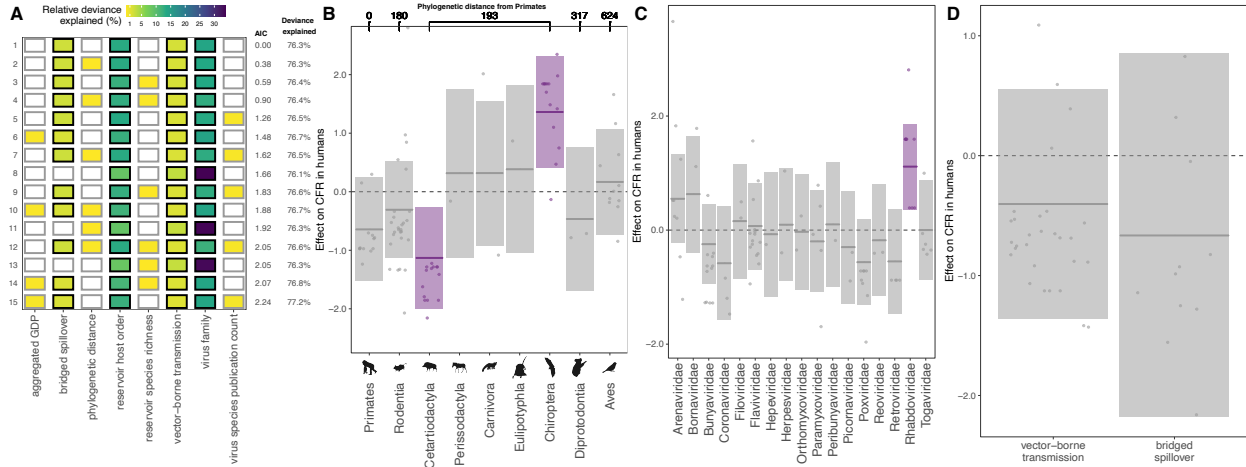 A
Relative deviance
explained (%)
1 10 20 30
AIC
Deviance
explained
1 0.00 76.3%
2 0.38 76.3%
3 0.59 76.4%
4 0.90 76.4%
5 1.26 76.5%
6 1.48 76.7%
7 1.62 76.5%
8 1.66 76.1%
9 1.83 76.6%
10 1.88 76.7%
11 1.92 76.3%
12 2.05 76.6%
13 2.05 76.3%
14 2.07 76.8%
15 2.24 77.2%
aggregated GDP
bridged spillover
phylogenetic distance
reservoir host order
reservoir species richness
vector−borne transmission
virus family
virus species publication count
B
Phylogenetic distance from Primates
0 180 193 317 624
Effect on CFR in humans
2.0
1.0
0.0
−1.0
−2.0
Primates
Rodentia
Cetartiodactyla
Perissodactyla
Carnivora
Eulipotyphla
Chiroptera
Diprotodontia
Aves
C
Effect on CFR in humans
2.0
0.0
−2.0
Arenaviridae
Bornaviridae
Bunyaviridae
Coronaviridae
Filoviridae
Flaviviridae
Hepeviridae
Herpesviridae
Orthomyxoviridae
Paramyxoviridae
Peribunyaviridae
Picornaviridae
Poxviridae
Reoviridae
Retroviridae
Rhabdoviridae
Togaviridae
D
Effect on CFR in humans
1.0
0.0
−1.0
−2.0
vector−borne
transmission
bridged
spillover